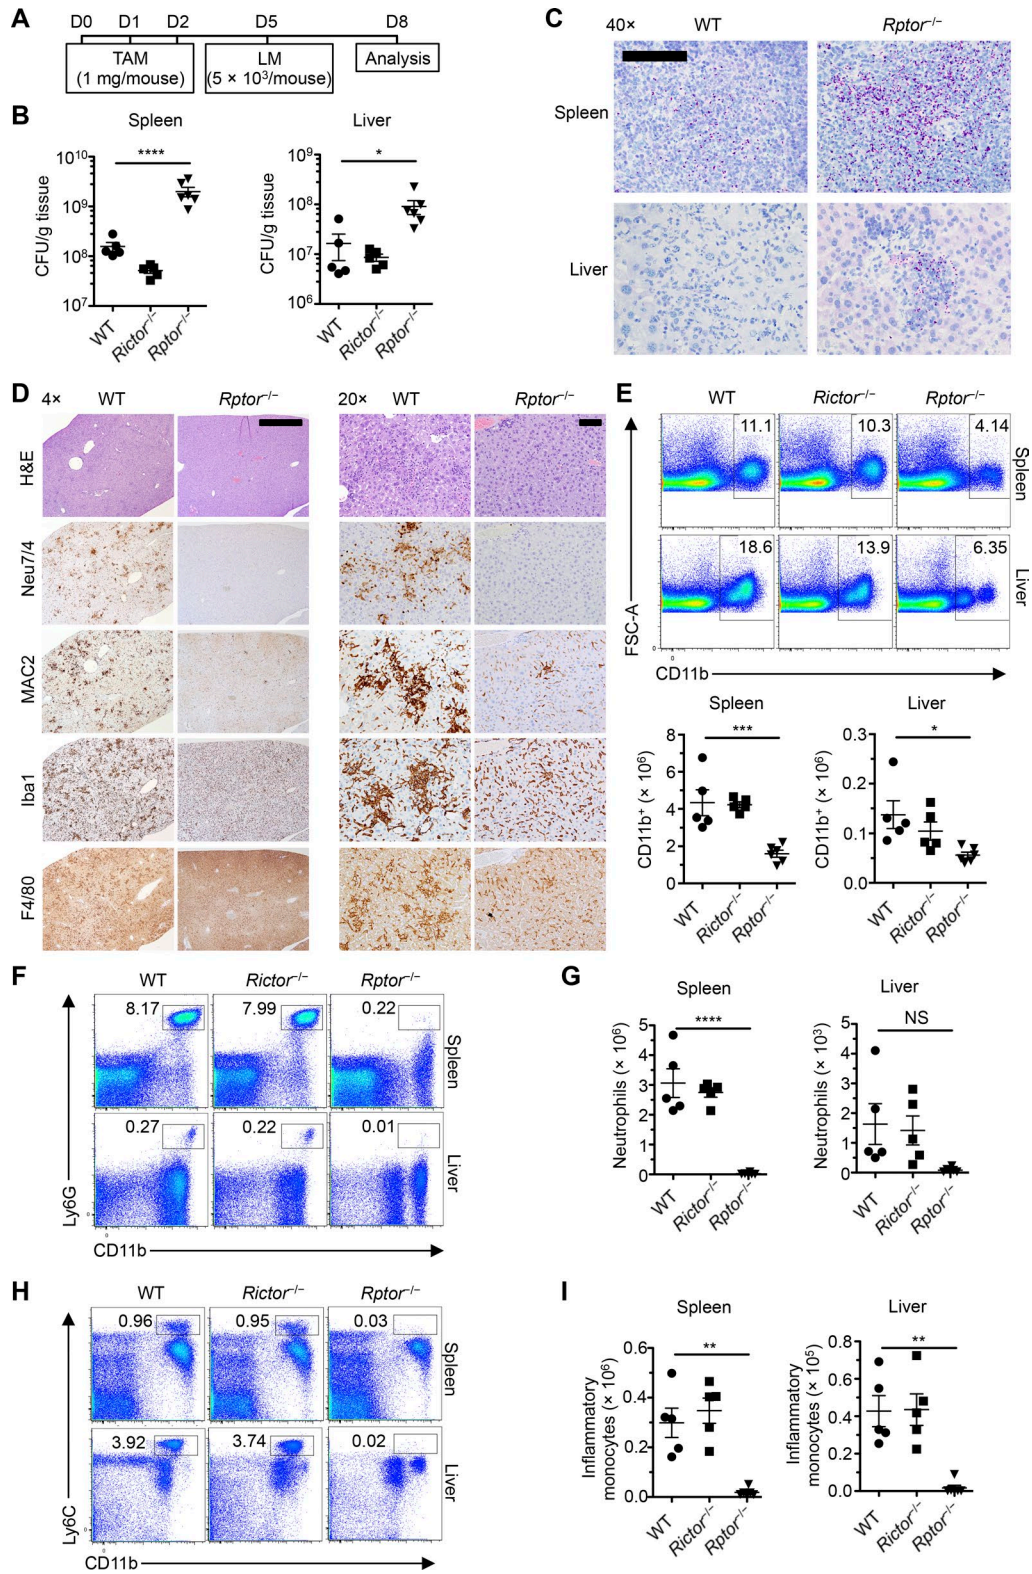 A
D0 D1 D2 D5 D8
TAM
(1 mg/mouse)
LM
(5 × 10³/mouse)
Analysis
B
Spleen
CFU/g tissue
10¹⁰
10⁹
10⁸
10⁷
****
WT
Rictor⁻/⁻
Rptor⁻/⁻
Liver
CFU/g tissue
10⁹
10⁸
10⁷
10⁶
*
WT
Rictor⁻/⁻
Rptor⁻/⁻
C
40×
WT
Rptor⁻/⁻
Spleen
Liver
D
4×
WT
Rptor⁻/⁻
20×
WT
Rptor⁻/⁻
H&E
Neu7/4
MAC2
Iba1
F4/80
E
WT
Rictor⁻/⁻
Rptor⁻/⁻
11.1
10.3
4.14
Spleen
18.6
13.9
6.35
Liver
FSC-A
0
0
CD11b
Spleen
CD11b⁺ (× 10⁶)
8
6
4
2
0
***
WT
Rictor⁻/⁻
Rptor⁻/⁻
Liver
CD11b⁺ (× 10⁶)
0.3
0.2
0.1
0.0
*
WT
Rictor⁻/⁻
Rptor⁻/⁻
F
WT
Rictor⁻/⁻
Rptor⁻/⁻
8.17
7.99
0.22
Spleen
0.27
0.22
0.01
Liver
Ly6G
CD11b
G
Spleen
Neutrophils (× 10⁶)
5
4
3
2
1
0
****
WT
Rictor⁻/⁻
Rptor⁻/⁻
Liver
Neutrophils (× 10³)
5
4
3
2
1
0
NS
WT
Rictor⁻/⁻
Rptor⁻/⁻
H
WT
Rictor⁻/⁻
Rptor⁻/⁻
0.96
0.95
0.03
Spleen
3.92
3.74
0.02
Liver
Ly6C
CD11b
I
Spleen
Inflammatory
monocytes (× 10⁶)
0.6
0.4
0.2
0.0
**
WT
Rictor⁻/⁻
Rptor⁻/⁻
Liver
Inflammatory
monocytes (× 10⁵)
0.8
0.6
0.4
0.2
0.0
**
WT
Rictor⁻/⁻
Rptor⁻/⁻